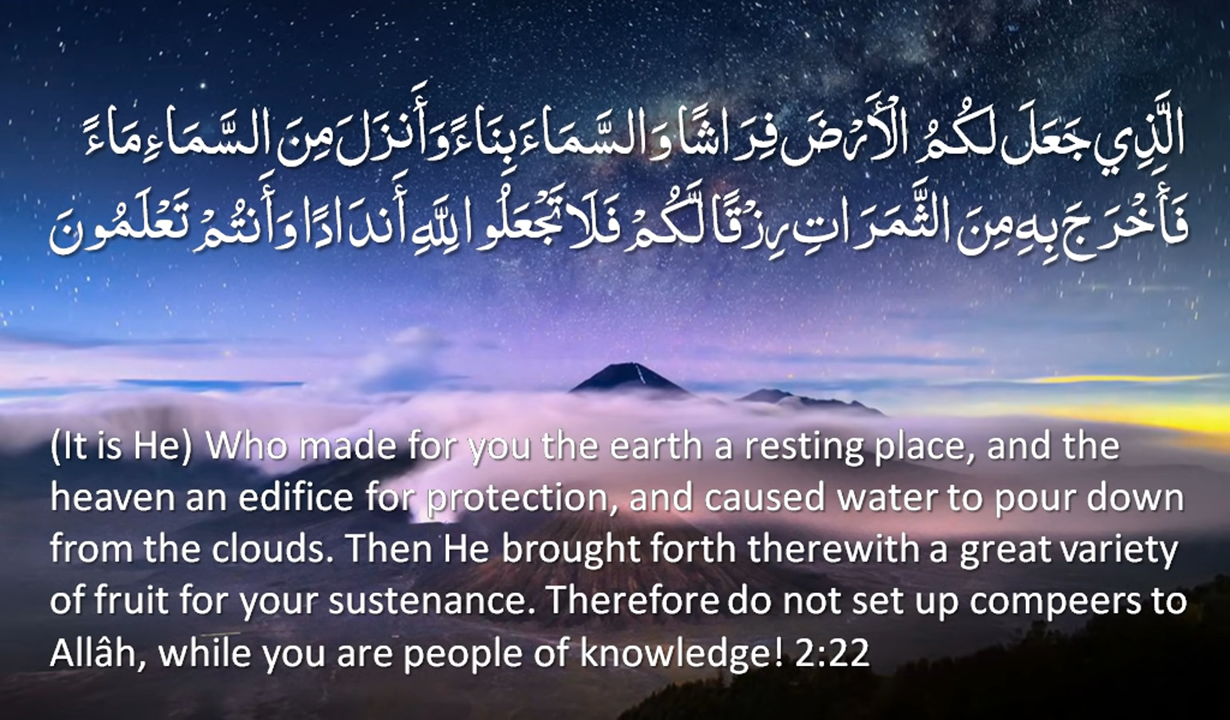 الَّذِي جَعَلَ لَكُمُ الْأَرْضَ فِرَاشًا وَالسَّمَاءَ بِنَاءً وَأَنزَلَ مِنَ السَّمَاءِ مَاءً
فَأَخْرَجَ بِهِ مِنَ الثَّمَرَاتِ رِزْقًا لَّكُمْ فَلَا تَجْعَلُوا لِلَّهِ أَندَادًا وَأَنتُمْ تَعْلَمُونَ
(It is He) Who made for you the earth a resting place, and the
heaven an edifice for protection, and caused water to pour down
from the clouds. Then He brought forth therewith a great variety
of fruit for your sustenance. Therefore do not set up compeers to
Allâh, while you are people of knowledge! 2:22